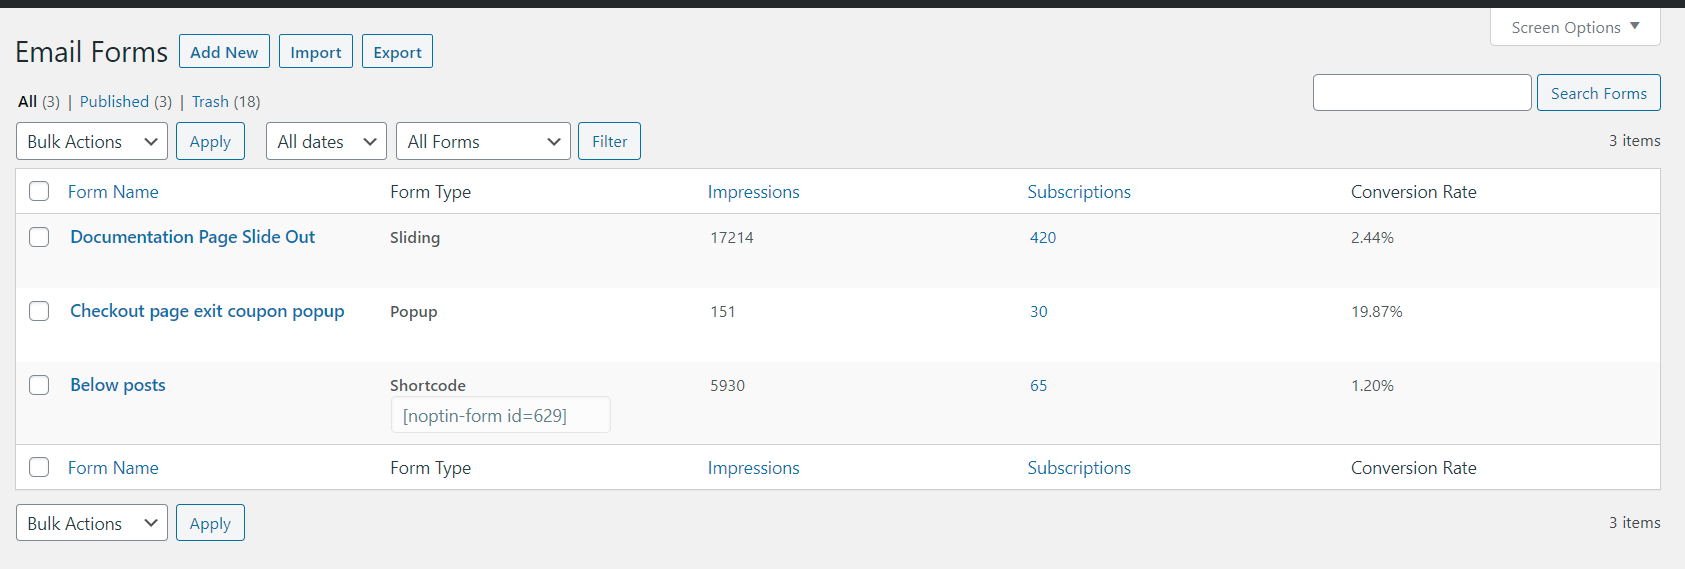 Screen Options ▼
Email Forms Add New Import Export
All (3) | Published (3) | Trash (18)
Search Forms
Bulk Actions Apply All dates All Forms Filter 3 items
Form Name Form Type Impressions Subscriptions Conversion Rate
Documentation Page Slide Out Sliding 17214 420 2.44%
Checkout page exit coupon popup Popup 151 30 19.87%
Below posts Shortcode 5930 65 1.20%
[noptin-form id=629]
Form Name Form Type Impressions Subscriptions Conversion Rate
Bulk Actions Apply 3 items